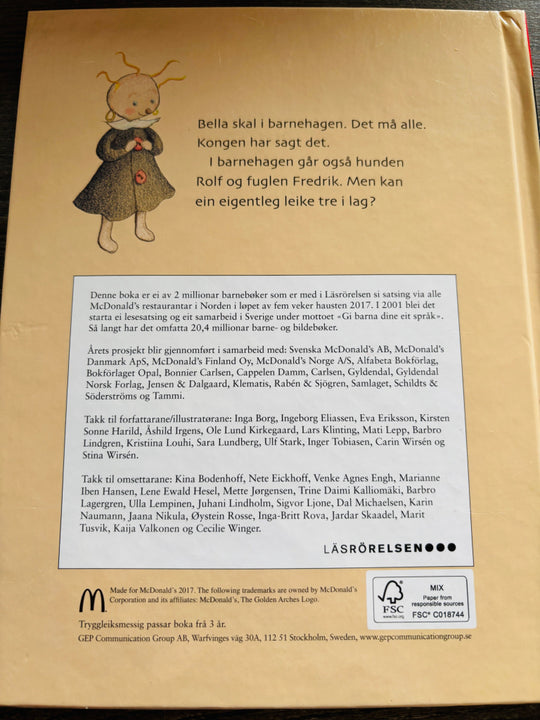 Bella skal i barnehagen. Det må alle.
Kongen har sagt det.
I barnehagen går også hunden
Rolf og fuglen Fredrik. Men kan
ein eigentleg leike tre i lag?
Denne boka er ei av 2 millionar barnebøker som er med i Läsrörelsen si satsing via alle
McDonald's restaurantar i Norden i løpet av fem veker hausten 2017. I 2001 blei det
starta ei lesesatsing og eit samarbeid i Sverige under mottoet «Gi barna dine eit språk».
Så langt har det omfatta 20,4 millionar barne- og bildebøker.
Årets prosjekt blir gjennomført i samarbeid med: Svenska McDonald's AB, McDonald's
Danmark ApS, McDonald's Finland Oy, McDonald's Norge A/S, Alfabeta Bokförlag,
Bokförlaget Opal, Bonnier Carlsen, Cappelen Damm, Carlsen, Gyldendal, Gyldendal
Norsk Forlag, Jensen & Dalgaard, Klematis, Rabén & Sjögren, Samlaget, Schildts &
Söderströms og Tammi.
Takk til forfattarane/illustratørane: Inga Borg, Ingeborg Eliassen, Eva Eriksson, Kirsten
Sonne Harild, Åshild Irgens, Ole Lund Kirkegaard, Lars Klinting, Mati Lepp, Barbro
Lindgren, Kristiina Louhi, Sara Lundberg, Ulf Stark, Inger Tobiasen, Carin Wirsén og
Stina Wirsén.
Takk til omsettarane: Kina Bodenhoff, Nete Eickhoff, Venke Agnes Engh, Marianne
Iben Hansen, Lene Ewald Hesel, Mette Jørgensen, Trine Daimi Kalliomäki, Barbro
Lagergren, Ulla Lempinen, Juhani Lindholm, Sigvor Ljone, Dal Michaelsen, Karin
Naumann, Jaana Nikula, Øystein Rosse, Inga-Britt Rova, Jardar Skaadel, Marit
Tusvik, Kaija Valkonen og Cecilie Winger.
LÄSRÖRELSEN
Made for McDonald's 2017. The following trademarks are owned by McDonald's
Corporation and its affiliates: McDonald's, The Golden Arches Logo.
Tryggleiksmessig passar boka frå 3 år.
GEP Communication Group AB, Warfvinges väg 30A, 112 51 Stockholm, Sweden, www.gepcommunicationgroup.se
FSC
www.fsc.org
MIX
Paper from
responsible sources
FSC® C018744